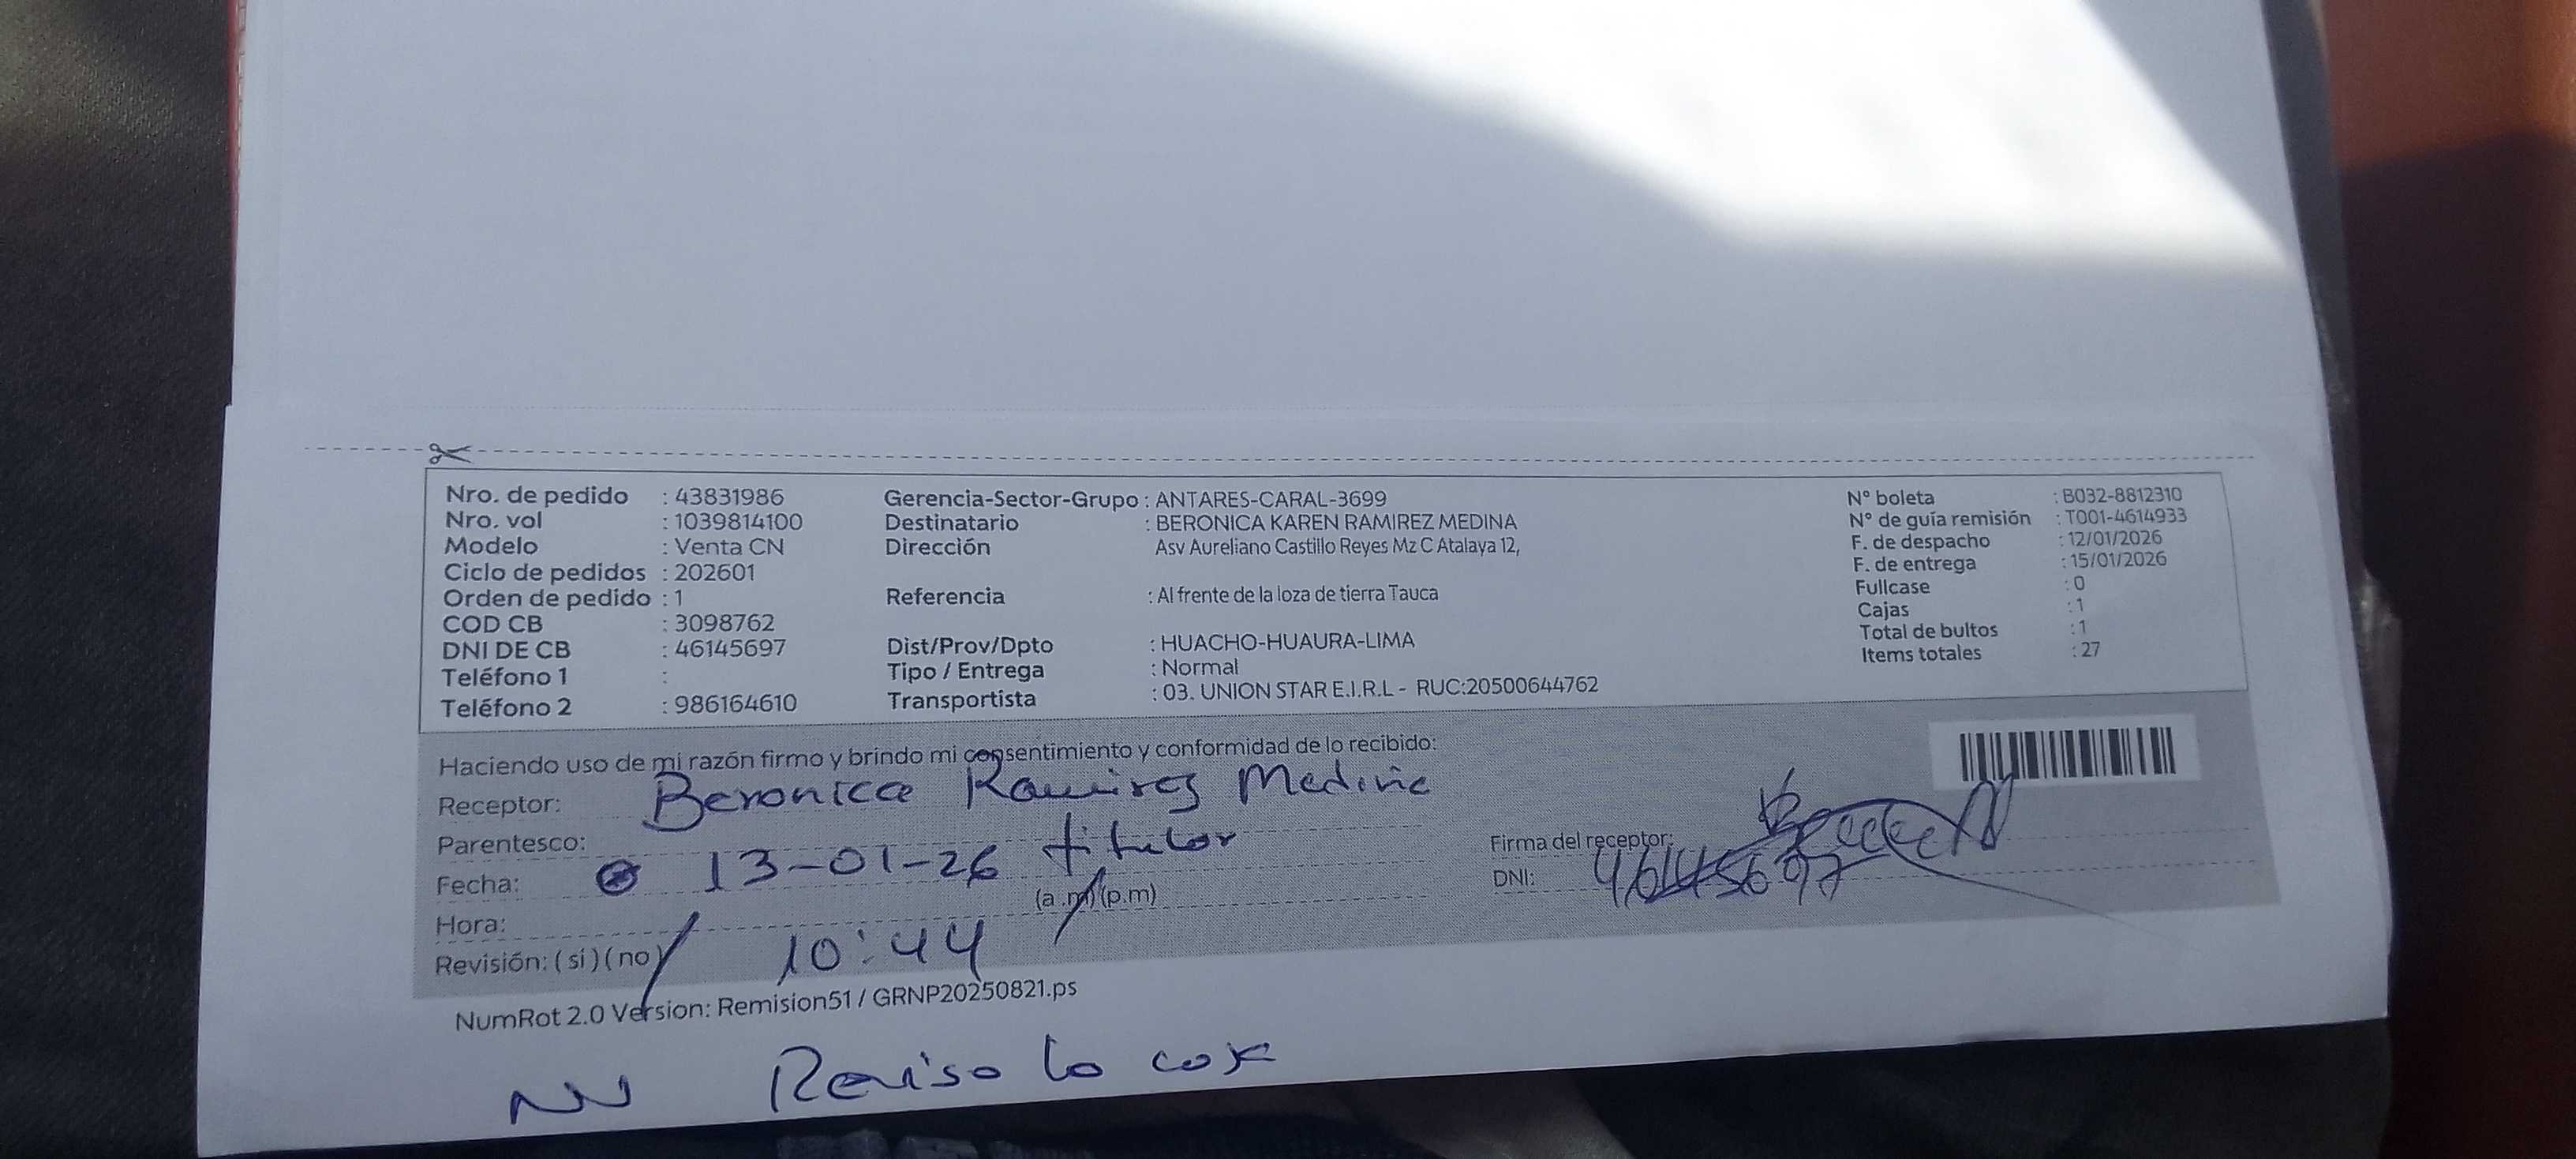 Nro. de pedido : 43831986
Nro. vol : 1039814100
Modelo : Venta CN
Ciclo de pedidos : 202601
Orden de pedido : 1
COD CB : 3098762
DNI DE CB : 46145697
Teléfono 1 :
Teléfono 2 : 986164610
Gerencia-Sector-Grupo : ANTARES-CARAL-3699
Destinatario : BERONICA KAREN RAMIREZ MEDINA
Dirección Asv Aureliano Castillo Reyes Mz C Atalaya 12,
Referencia : Al frente de la loza de tierra Tauca
Dist/Prov/Dpto : HUACHO-HUAURA-LIMA
Tipo / Entrega : Normal
Transportista : 03. UNION STAR E.I.R.L - RUC:20500644762
N° boleta : B032-8812310
N° de guía remisión : T001-4614933
F. de despacho : 12/01/2026
F. de entrega : 15/01/2026
Fullcase : 0
Cajas : 1
Total de bultos : 1
Items totales : 27
Haciendo uso de mi razón firmo y brindo mi consentimiento y conformidad de lo recibido:
Receptor: Beronica Ramirez Medina
Parentesco: titular
Fecha: 13-01-26
Hora: 10:44 (a.m) (p.m)
Revisión: (si) (no)
Firma del receptor:
DNI: 46145697
NumRot 2.0 Version: Remision51 / GRNP20250821.ps
Reviso la